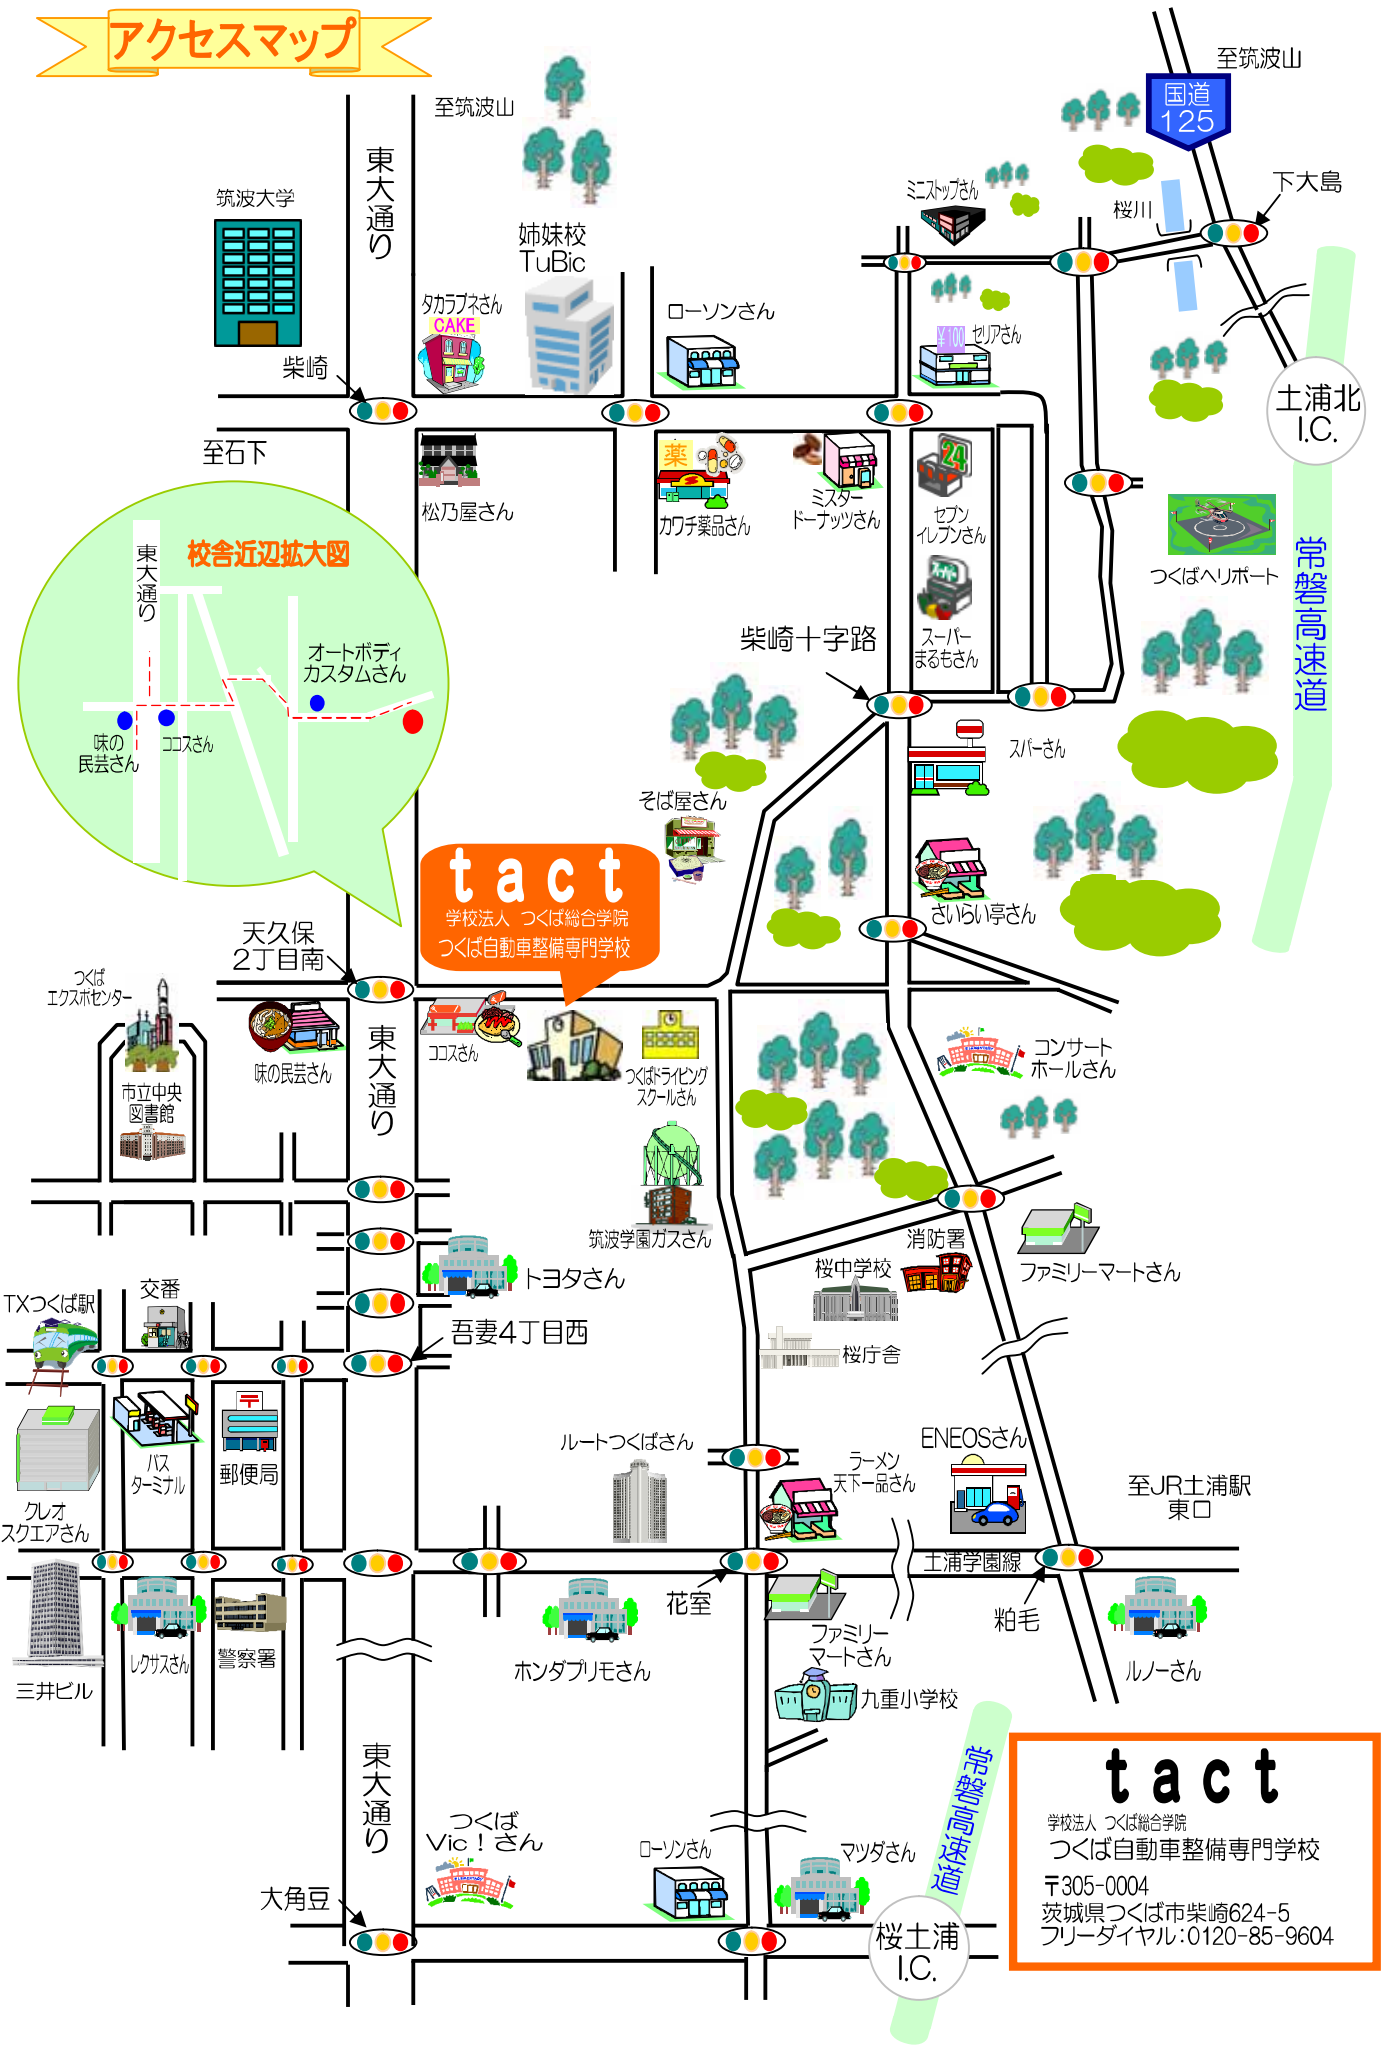 アクセスマップ
至筑波山
国道
125
至筑波山
東大通り
筑波大学
姉妹校
TuBic
ミニストップさん
桜川
下大島
タカラブネさん
CAKE
ローソンさん
¥100
セリアさん
柴崎
土浦北
I.C.
至石下
松乃屋さん
薬
カワチ薬品さん
ミスター
ドーナッツさん
24
セブン
イレブンさん
つくばヘリポート
常磐高速道
校舎近辺拡大図
東大通り
オートボディ
カスタムさん
味の
民芸さん
ココスさん
柴崎十字路
スーパー
スーパー
まるもさん
スパーさん
そば屋さん
tact
学校法人 つくば総合学院
つくば自動車整備専門学校
さいらい亭さん
天久保
2丁目南
つくば
エクスポセンター
味の民芸さん
東大通り
ココスさん
つくばドライビング
スクールさん
コンサート
ホールさん
市立中央
図書館
筑波学園ガスさん
消防署
桜中学校
ファミリーマートさん
トヨタさん
TXつくば駅
交番
吾妻4丁目西
桜庁舎
〒
バス
ターミナル
郵便局
クレオ
スクエアさん
ルートつくばさん
ラーメン
天下一品さん
ENEOSさん
至JR土浦駅
東口
土浦学園線
花室
粕毛
三井ビル
レクサスさん
警察署
ホンダプリモさん
ファミリー
マートさん
九重小学校
ルノーさん
東大通り
常磐高速道
つくば
Vic!さん
大角豆
ローソンさん
マツダさん
桜土浦
I.C.
tact
学校法人 つくば総合学院
つくば自動車整備専門学校
〒305-0004
茨城県つくば市柴崎624-5
フリーダイヤル:0120-85-9604